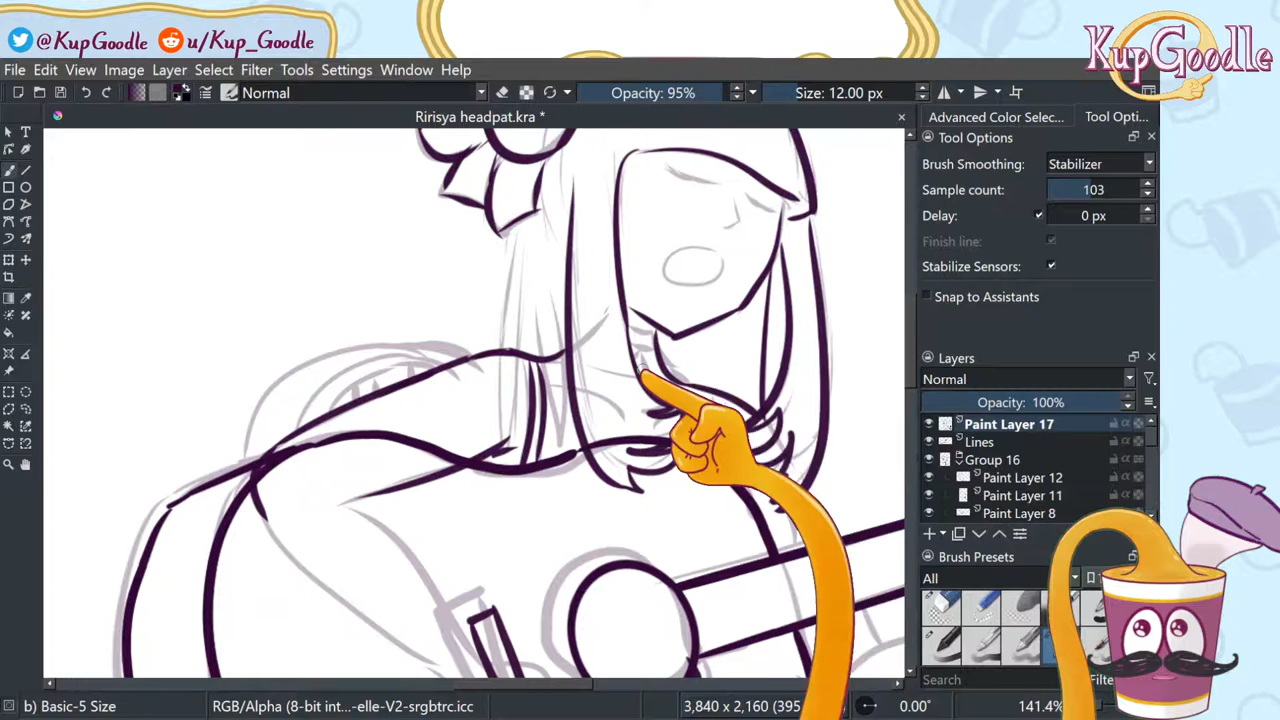 @KupGoodle u/Kup_Goodle
KupGoodle
File Edit View Image Layer Select Filter Tools Settings Window Help
Normal Opacity: 95% Size: 12.00 px
Ririsya headpat.kra *
Advanced Color Selec... Tool Opti...
Tool Options
Brush Smoothing: Stabilizer
Sample count: 103
Delay: 0 px
Finish line:
Stabilize Sensors:
Snap to Assistants
Layers
Normal
Opacity: 100%
Paint Layer 17
Lines
Group 16
Paint Layer 12
Paint Layer 11
Paint Layer 8
Brush Presets
All
Search
b) Basic-5 Size RGB/Alpha (8-bit int...-elle-V2-srgbtrc.icc 3,840 x 2,160 (395 0.00° 141.4%